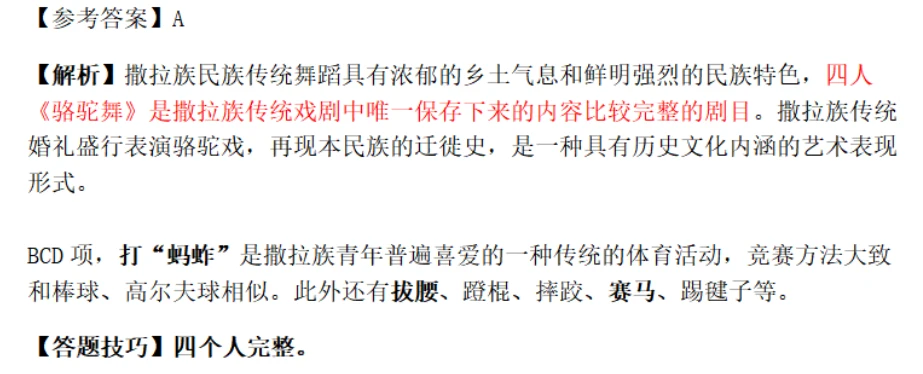 【参考答案】A
【解析】撒拉族民族传统舞蹈具有浓郁的乡土气息和鲜明强烈的民族特色，四人
《骆驼舞》是撒拉族传统戏剧中唯一保存下来的内容比较完整的剧目。撒拉族传统
婚礼盛行表演骆驼戏，再现本民族的迁徙史，是一种具有历史文化内涵的艺术表现
形式。
BCD 项，打“蚂蚱”是撒拉族青年普遍喜爱的一种传统的体育活动，竞赛方法大致
和棒球、高尔夫球相似。此外还有拔腰、蹬棍、摔跤、赛马、踢毽子等。
【答题技巧】四个人完整。